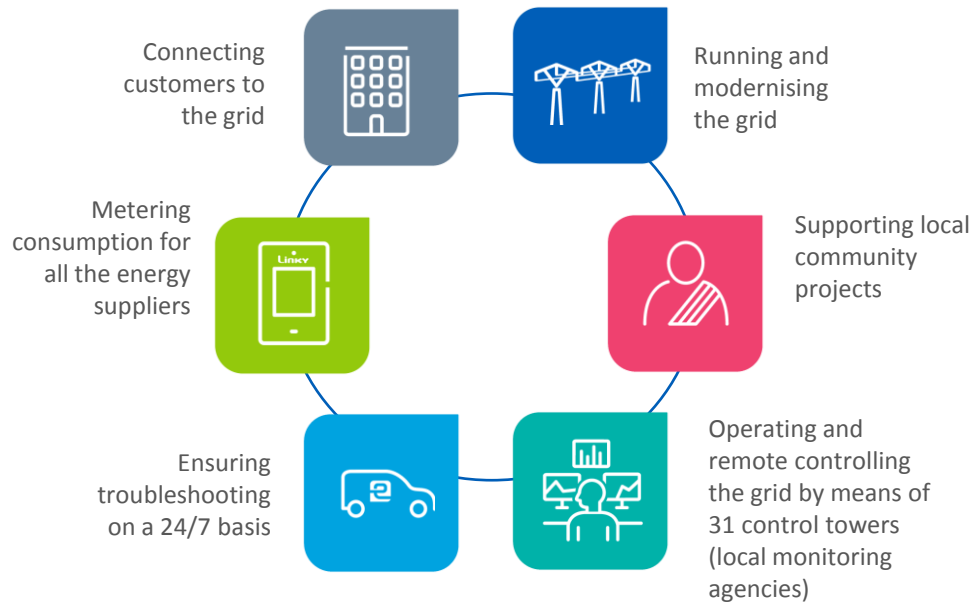 Connecting
customers to
the grid
Running and
modernising
the grid
Metering
consumption for
all the energy
suppliers
Linky
Supporting local
community
projects
Ensuring
troubleshooting
on a 24/7 basis
Operating and
remote controlling
the grid by means of
31 control towers
(local monitoring
agencies)